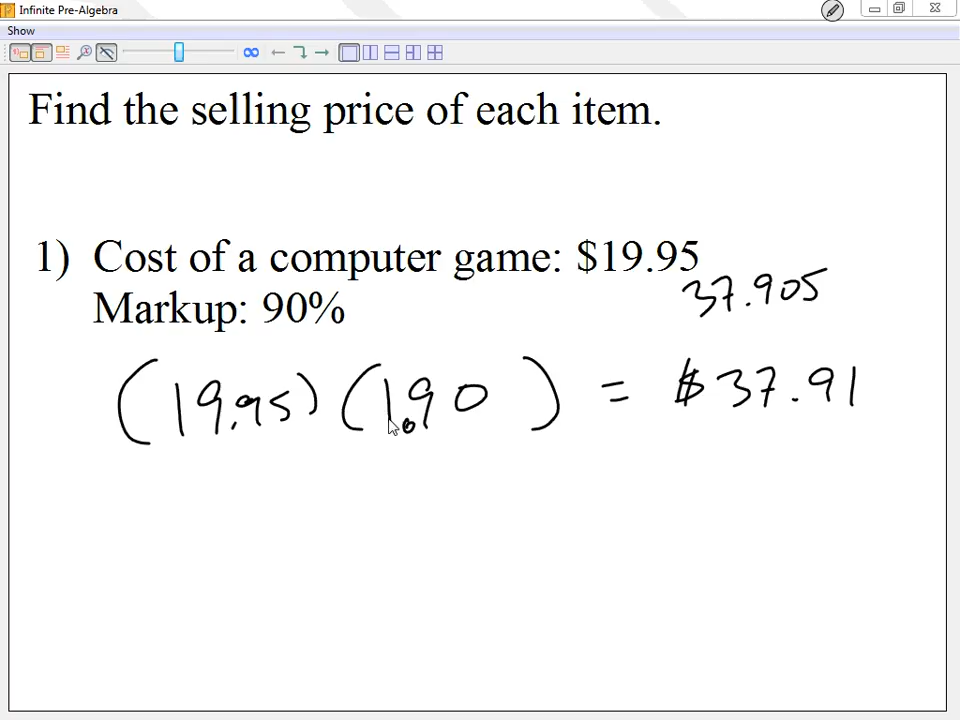 Infinite Pre-Algebra
Show
Find the selling price of each item.
1) Cost of a computer game: $19.95
Markup: 90%
37.905
(19.95) (1.90) = $37.91